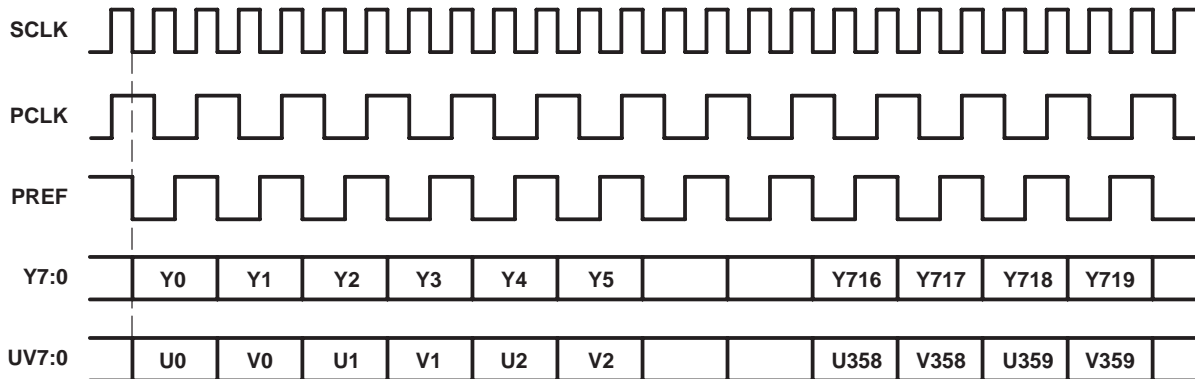 SCLK
PCLK
PREF
Y7:0 Y0 Y1 Y2 Y3 Y4 Y5 Y716 Y717 Y718 Y719
UV7:0 U0 V0 U1 V1 U2 V2 U358 V358 U359 V359